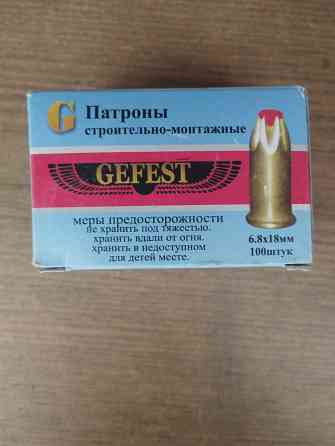 G Патроны
строительно-монтажные
GEFEST
меры предосторожности
не хранить под тяжестью.
хранить вдали от огня.
хранить в недоступном
для детей месте.
6.8x18мм
100штук